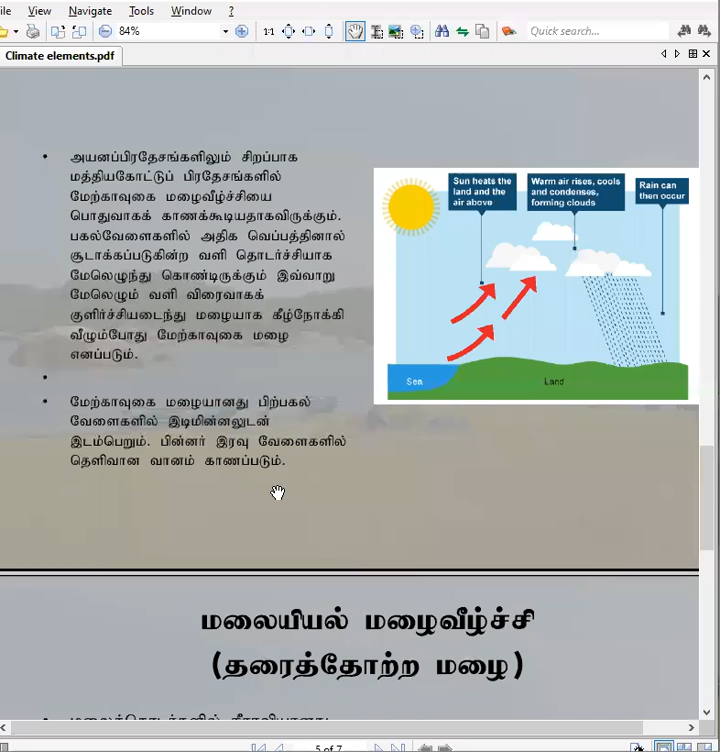 ile View Navigate Tools Window ?
84% 1:1 Quick search...
Climate elements.pdf
• அயனப்பிரதேசங்களிலும் சிறப்பாக
மத்தியகோட்டுப் பிரதேசங்களில்
மேற்காவுகை மழைவீழ்ச்சியை
பொதுவாகக் காணக்கூடியதாகவிருக்கும்.
பகல்வேளைகளில் அதிக வெப்பத்தினால்
சூடாக்கப்படுகின்ற வளி தொடர்ச்சியாக
மேலெழுந்து கொண்டிருக்கும் இவ்வாறு
மேலெழும் வளி விரைவாகக்
குளிர்ச்சியடைந்து மழையாக கீழ்நோக்கி
வீழும்போது மேற்காவுகை மழை
எனப்படும்.
•
• மேற்காவுகை மழையானது பிற்பகல்
வேளைகளில் இடிமின்னலுடன்
இடம்பெறும். பின்னர் இரவு வேளைகளில்
தெளிவான வானம் காணப்படும்.
Sun heats the
land and the
air above
Warm air rises, cools
and condenses,
forming clouds
Rain can
then occur
Sea
Land
மலையியல் மழைவீழ்ச்சி
(தரைத்தோற்ற மழை)
5 of 7